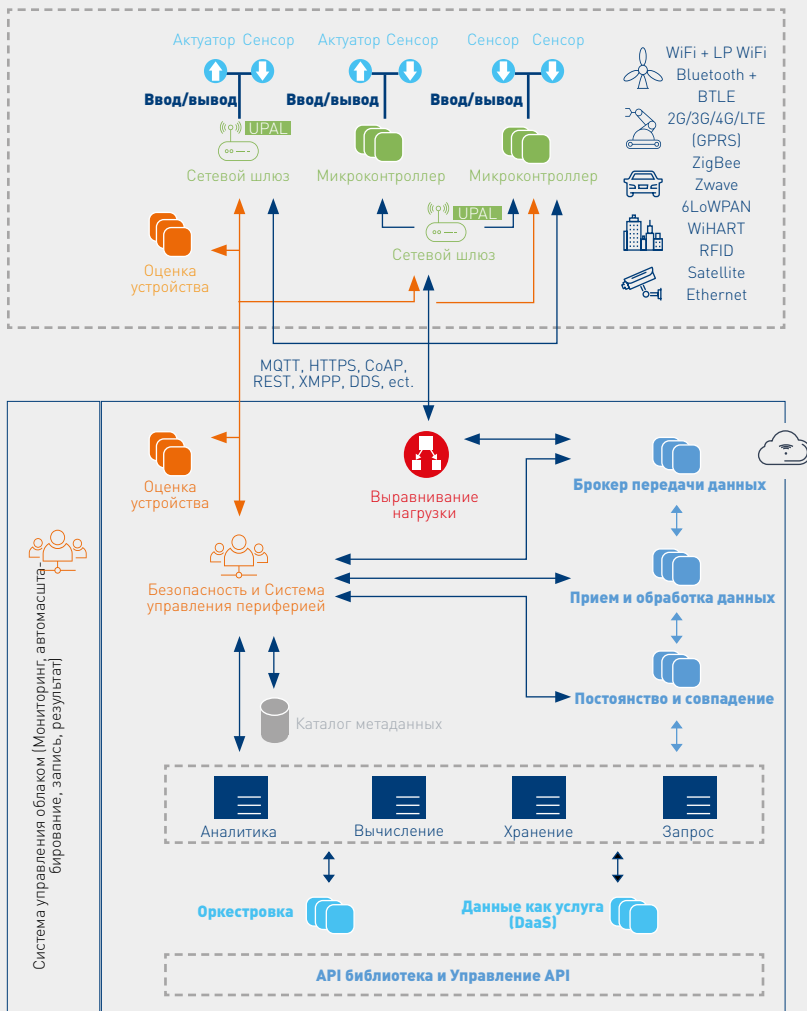 Актуатор Сенсор
Актуатор Сенсор
Сенсор Сенсор
Ввод/вывод
Ввод/вывод
Ввод/вывод
UPAL
Сетевой шлюз
Микроконтроллер
Микроконтроллер
UPAL
Сетевой шлюз
Оценка
устройства
WiFi + LP WiFi
Bluetooth +
BTLE
2G/3G/4G/LTE
(GPRS)
ZigBee
Zwave
6LoWPAN
WiHART
RFID
Satellite
Ethernet
MQTT, HTTPS, CoAP,
REST, XMPP, DDS, ect.
Оценка
устройства
Выравнивание
нагрузки
Брокер передачи данных
Безопасность и Система
управления периферией
Прием и обработка данных
Постоянство и совпадение
Каталог метаданных
Система управления облаком (Мониторинг, автомасшта-
бирование, запись, результат)
Аналитика
Вычисление
Хранение
Запрос
Оркестровка
Данные как услуга
(DaaS)
API библиотека и Управление API